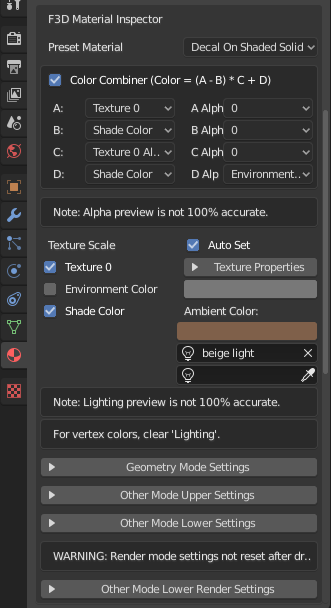 F3D Material Inspector
Preset Material Decal On Shaded Solid
Color Combiner (Color = (A - B) * C + D)
A: Texture 0 A Alph 0
B: Shade Color B Alph 0
C: Texture 0 Al.. C Alph 0
D: Shade Color D Alp Environment..
Note: Alpha preview is not 100% accurate.
Texture Scale Auto Set
Texture 0 Texture Properties
Environment Color
Shade Color Ambient Color:
beige light
Note: Lighting preview is not 100% accurate.
For vertex colors, clear 'Lighting'.
Geometry Mode Settings
Other Mode Upper Settings
Other Mode Lower Settings
WARNING: Render mode settings not reset after dr..
Other Mode Lower Render Settings